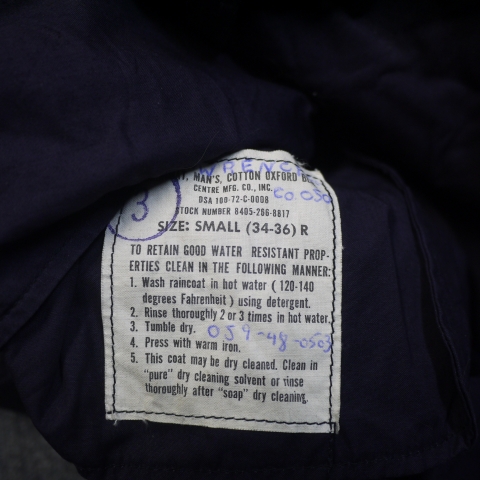 WRENCE
MAN'S, COTTON OXFORD
CENTRE MFG. CO., INC.
DSA 100-72-C-0008
STOCK NUMBER 8405-266-8817
3
SIZE: SMALL (34-36) R
TO RETAIN GOOD WATER RESISTANT PROP-
ERTIES CLEAN IN THE FOLLOWING MANNER:
1. Wash raincoat in hot water (120-140
degrees Fahrenheit) using detergent.
2. Rinse thoroughly 2 or 3 times in hot water.
3. Tumble dry.
059-48-0503
4. Press with warm iron.
5. This coat may be dry cleaned. Clean in
"pure" dry cleaning solvent or rinse
thoroughly after "soap" dry cleaning.